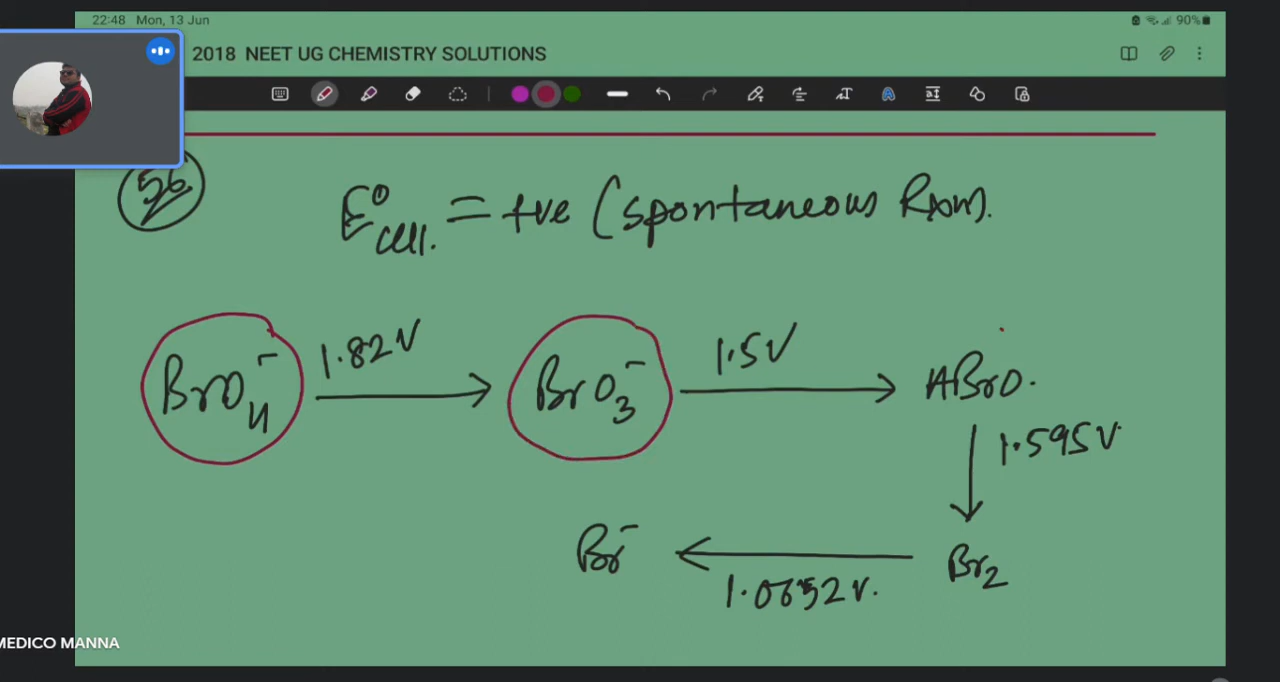 22:48 Mon, 13 Jun
90%
2018 NEET UG CHEMISTRY SOLUTIONS
56
E⁰cell. = +ve (spontaneous Rxn).
BrO₄⁻ 1.82V → BrO₃⁻ 1.5V → HBrO.
↓ 1.595V
Br⁻ ← Br₂
1.0652V.
MEDICO MANNA